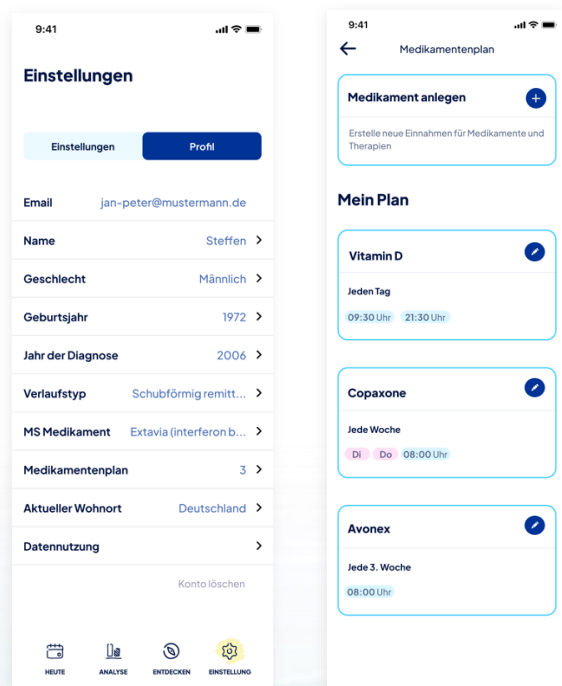 9:41
Einstellungen
Einstellungen Profil
Email jan-peter@mustermann.de
Name Steffen
Geschlecht Männlich
Geburtsjahr 1972
Jahr der Diagnose 2006
Verlaufstyp Schubförmig remitt...
MS Medikament Extavia (interferon b...
Medikamentenplan 3
Aktueller Wohnort Deutschland
Datennutzung
Konto löschen
HEUTE ANALYSE ENTDECKEN EINSTELLUNG
9:41
Medikamentenplan
Medikament anlegen
Erstelle neue Einnahmen für Medikamente und
Therapien
Mein Plan
Vitamin D
Jeden Tag
09:30 Uhr 21:30 Uhr
Copaxone
Jede Woche
Di Do 08:00 Uhr
Avonex
Jede 3. Woche
08:00 Uhr